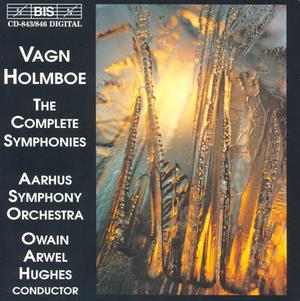 BIS
CD-843/846 DIGITAL
VAGN
HOLMBOE
THE
COMPLETE
SYMPHONIES
AARHUS
SYMPHONY
ORCHESTRA
OWAIN
ARWEL
HUGHES
CONDUCTOR